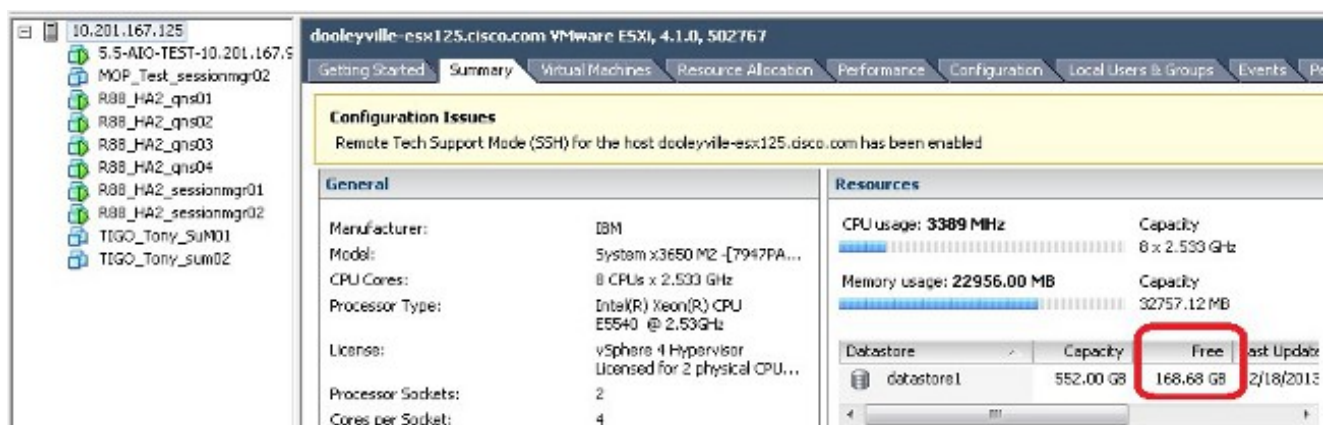 10.201.167.125
5.5-AIO-TEST-10.201.167.9
MOP_Test_sessionmgr02
R88_HA2_qns01
R88_HA2_qns02
R88_HA2_qns03
R88_HA2_qns04
R88_HA2_sessionmgr01
R88_HA2_sessionmgr02
TIGO_Tony_SuM01
TIGO_Tony_sum02
dooleyville-esx125.cisco.com VMware ESXi, 4.1.0, 502767
Getting Started Summary Virtual Machines Resource Allocation Performance Configuration Local Users & Groups Events Pe
Configuration Issues
Remote Tech Support Mode (SSH) for the host dooleyville-esx125.cisco.com has been enabled
General
Manufacturer: IBM
Model: System x3650 M2 -[7947PA...
CPU Cores: 8 CPUs x 2.533 GHz
Processor Type: Intel(R) Xeon(R) CPU
E5540 @ 2.53GHz
License: vSphere 4 Hypervisor
Licensed for 2 physical CPU...
Processor Sockets: 2
Cores per Socket: 4
Resources
CPU usage: 3389 MHz Capacity
8 x 2.533 GHz
Memory usage: 22956.00 MB Capacity
32757.12 MB
Datastore Capacity Free ast Update
datastore1 552.00 GB 168.68 GB 2/18/2013